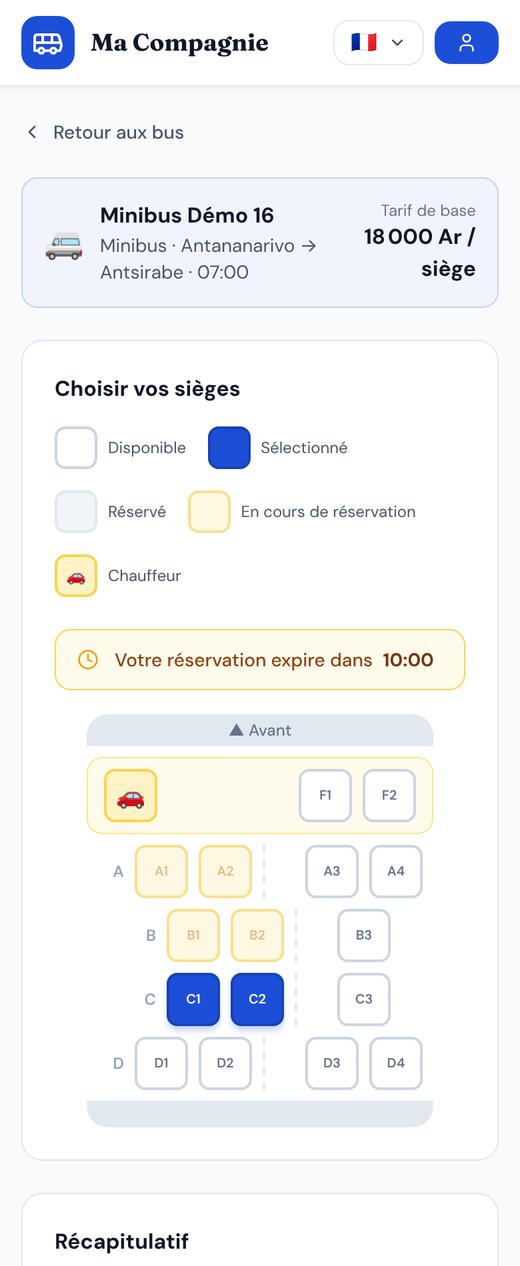 Ma Compagnie
Retour aux bus
Minibus Démo 16
Minibus · Antananarivo →
Antsirabe · 07:00
Tarif de base
18 000 Ar /
siège
Choisir vos sièges
Disponible
Sélectionné
Réservé
En cours de réservation
Chauffeur
Votre réservation expire dans 10:00
▲ Avant
F1 F2
A A1 A2 A3 A4
B B1 B2 B3
C C1 C2 C3
D D1 D2 D3 D4
Récapitulatif